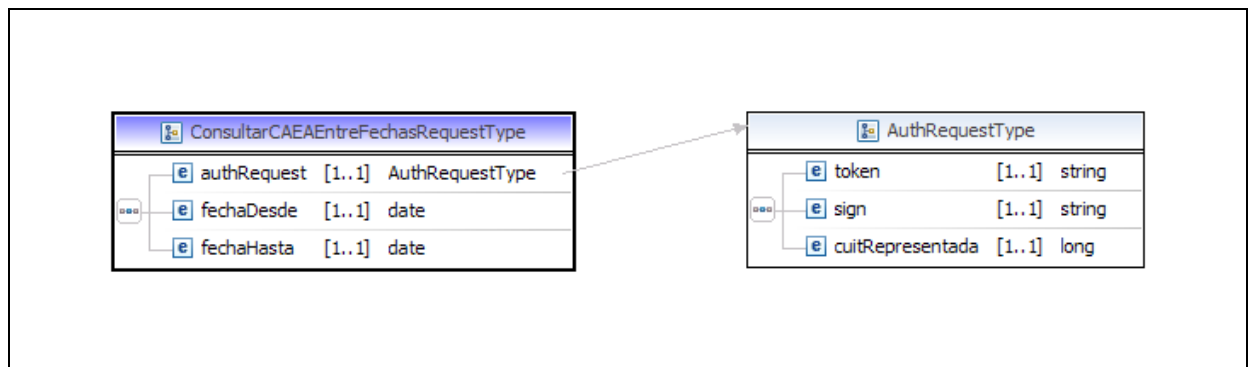 ConsultarCAEAEntreFechasRequestType
authRequest [1..1] AuthRequestType
fechaDesde [1..1] date
fechaHasta [1..1] date
AuthRequestType
token [1..1] string
sign [1..1] string
cuitRepresentada [1..1] long